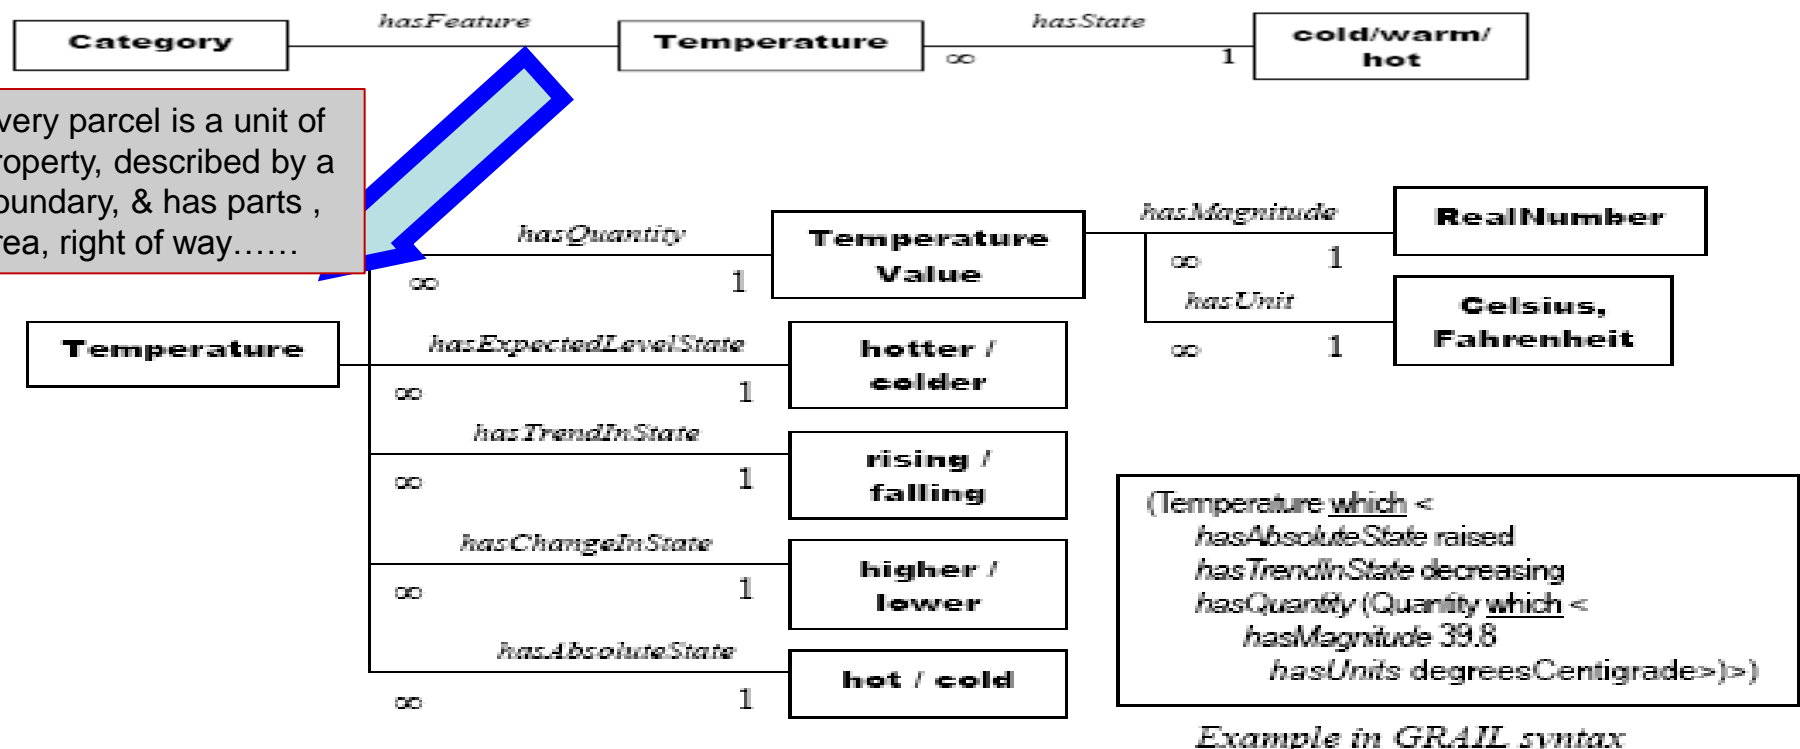 hasFeature
hasState
Category
Temperature
∞
1
cold/warm/
hot
very parcel is a unit of
roperty, described by a
oundary, & has parts ,
rea, right of way……
hasQuantity
∞
1
Temperature
Value
hasMagnitude
∞
1
RealNumber
hasUnit
∞
1
Celsius,
Fahrenheit
Temperature
hasExpectedLevelState
∞
1
hotter /
colder
hasTrendInState
∞
1
rising /
falling
hasChangeInState
∞
1
higher /
lower
hasAbsoluteState
∞
1
hot / cold
(Temperature which <
hasAbsoluteState raised
hasTrendInState decreasing
hasQuantity (Quantity which <
hasMagnitude 39.8
hasUnits degreesCentigrade>)>)
Example in GRAIL syntax